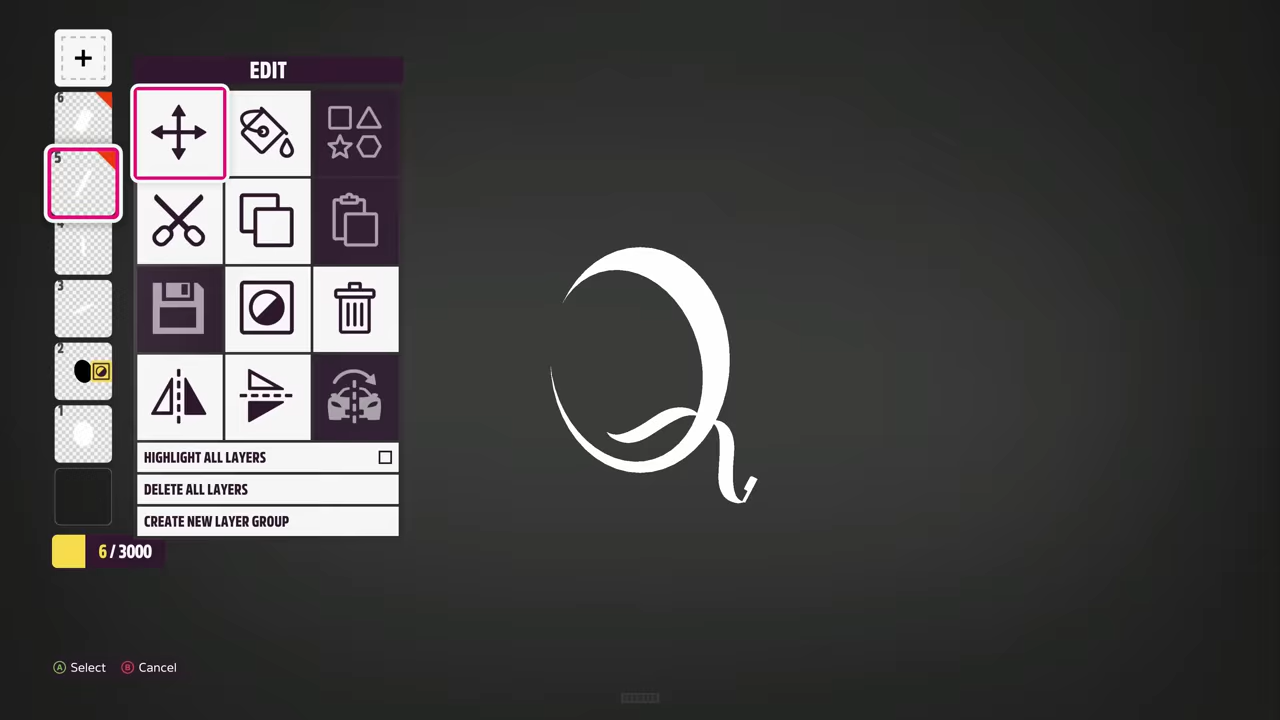 EDIT
6
5
4
3
2
1
HIGHLIGHT ALL LAYERS
DELETE ALL LAYERS
CREATE NEW LAYER GROUP
6 / 3000
A Select B Cancel
Q